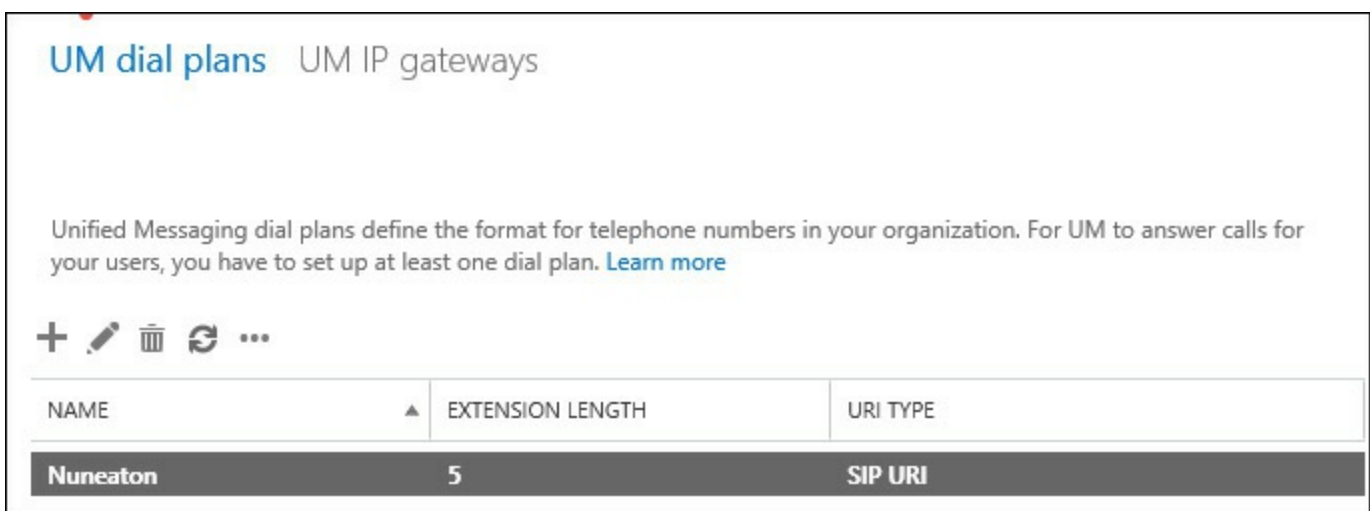 UM dial plans UM IP gateways
Unified Messaging dial plans define the format for telephone numbers in your organization. For UM to answer calls for
your users, you have to set up at least one dial plan. Learn more
NAME EXTENSION LENGTH URI TYPE
Nuneaton 5 SIP URI